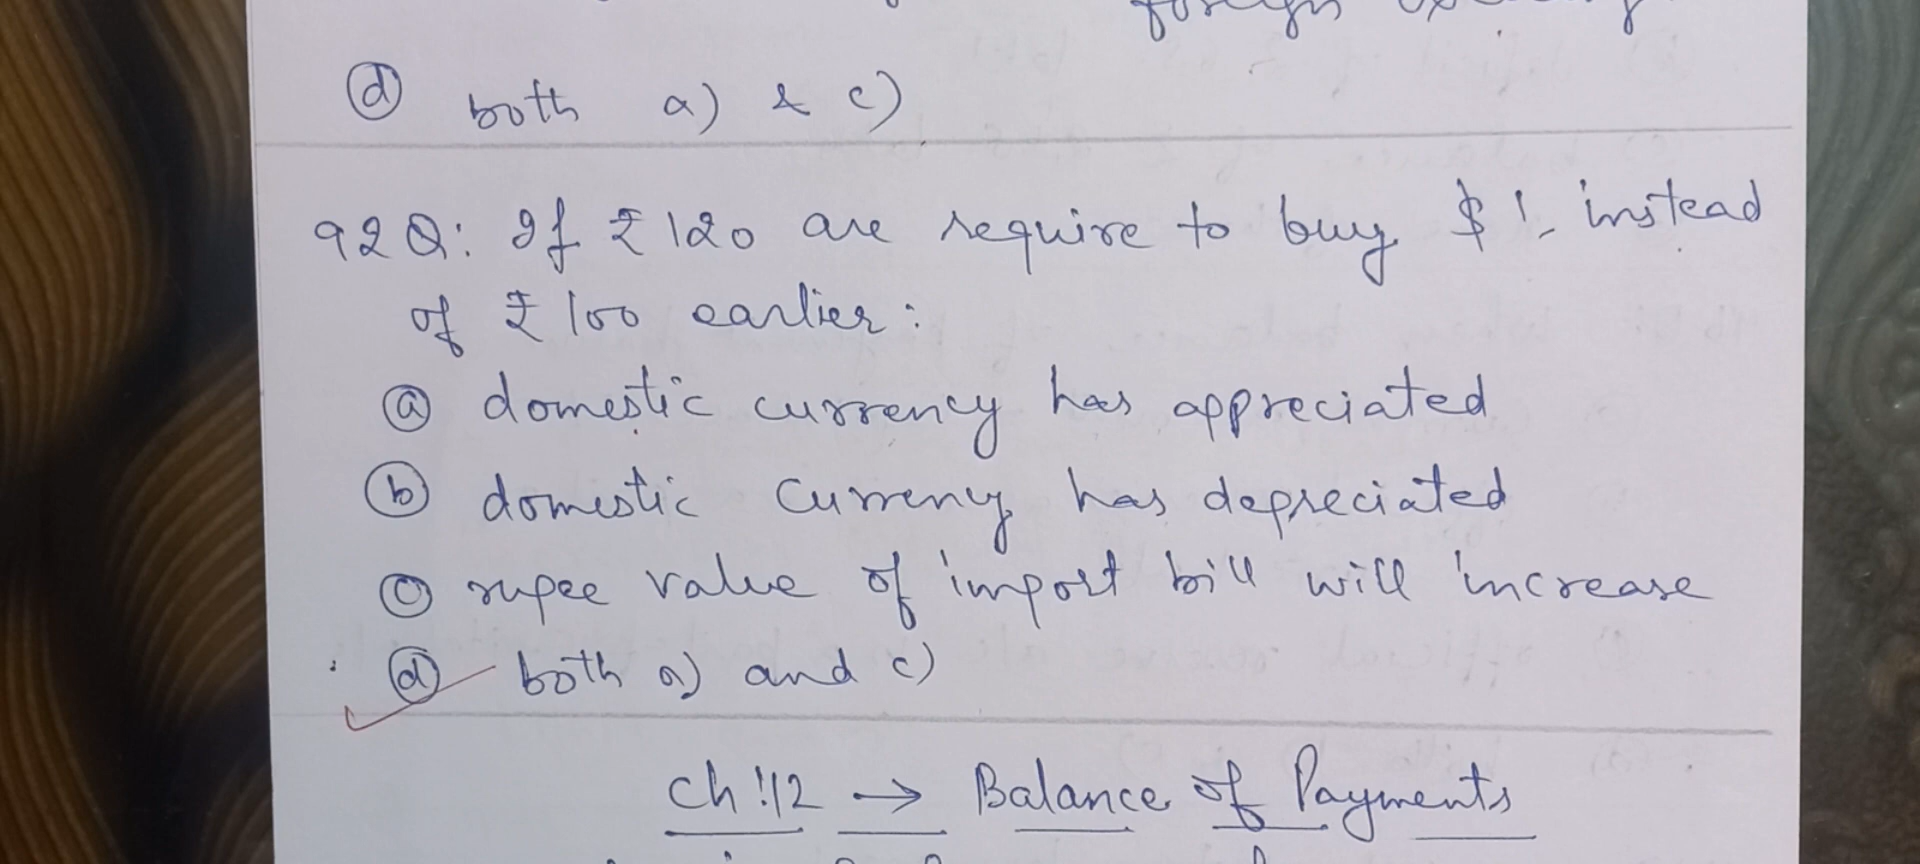 foreign
d both a) & c)
92Q: If ₹120 are require to buy $1, instead
of ₹100 earlier:
a domestic currency has appreciated
b domestic currency has depreciated
c rupee value of import bill will increase
d both a) and c)
Ch:12 → Balance of Payments